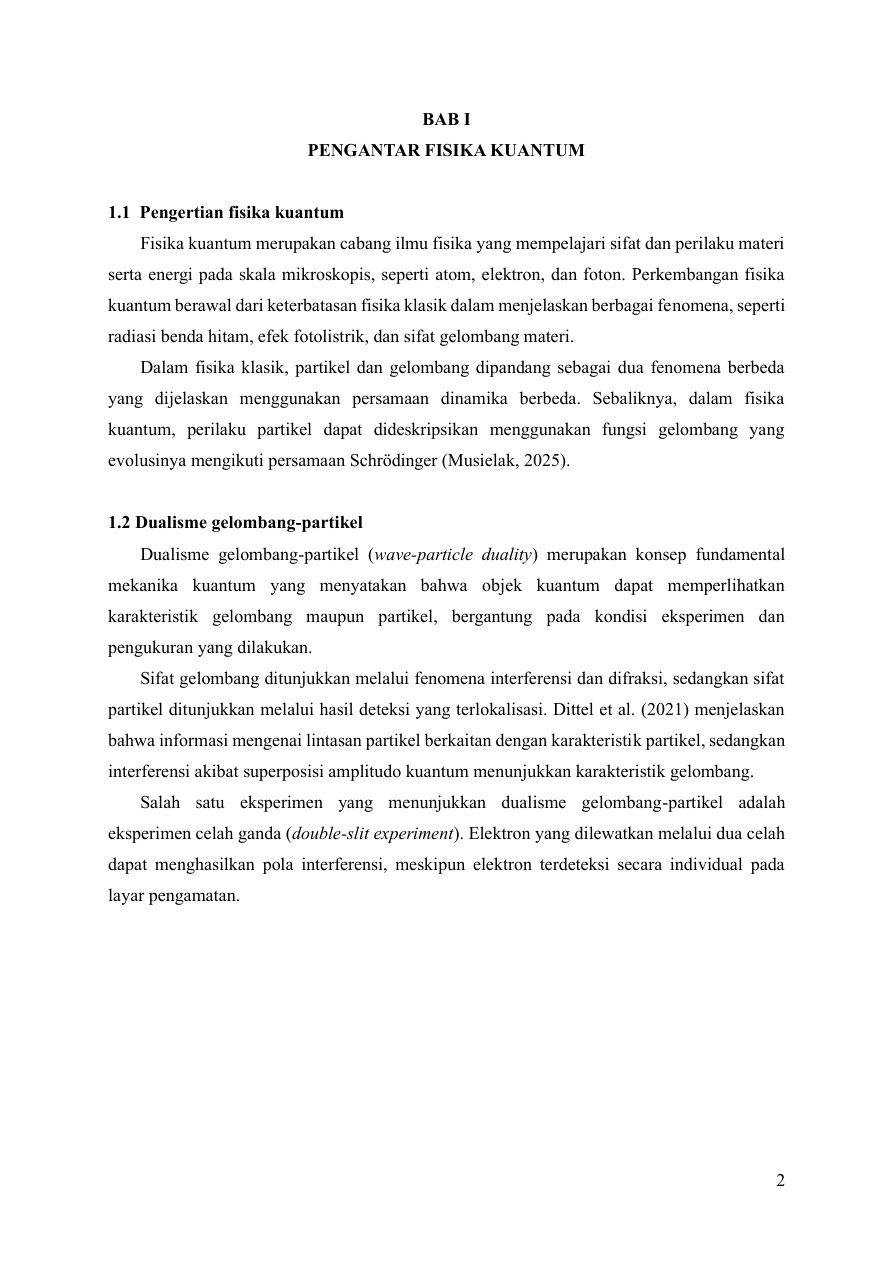 BAB I
PENGANTAR FISIKA KUANTUM
1.1 Pengertian fisika kuantum
Fisika kuantum merupakan cabang ilmu fisika yang mempelajari sifat dan perilaku materi
serta energi pada skala mikroskopis, seperti atom, elektron, dan foton. Perkembangan fisika
kuantum berawal dari keterbatasan fisika klasik dalam menjelaskan berbagai fenomena, seperti
radiasi benda hitam, efek fotolistrik, dan sifat gelombang materi.
Dalam fisika klasik, partikel dan gelombang dipandang sebagai dua fenomena berbeda
yang dijelaskan menggunakan persamaan dinamika berbeda. Sebaliknya, dalam fisika
kuantum, perilaku partikel dapat dideskripsikan menggunakan fungsi gelombang yang
evolusinya mengikuti persamaan Schrödinger (Musielak, 2025).
1.2 Dualisme gelombang-partikel
Dualisme gelombang-partikel (wave-particle duality) merupakan konsep fundamental
mekanika kuantum yang menyatakan bahwa objek kuantum dapat memperlihatkan
karakteristik gelombang maupun partikel, bergantung pada kondisi eksperimen dan
pengukuran yang dilakukan.
Sifat gelombang ditunjukkan melalui fenomena interferensi dan difraksi, sedangkan sifat
partikel ditunjukkan melalui hasil deteksi yang terlokalisasi. Dittel et al. (2021) menjelaskan
bahwa informasi mengenai lintasan partikel berkaitan dengan karakteristik partikel, sedangkan
interferensi akibat superposisi amplitudo kuantum menunjukkan karakteristik gelombang.
Salah satu eksperimen yang menunjukkan dualisme gelombang-partikel adalah
eksperimen celah ganda (double-slit experiment). Elektron yang dilewatkan melalui dua celah
dapat menghasilkan pola interferensi, meskipun elektron terdeteksi secara individual pada
layar pengamatan.
2